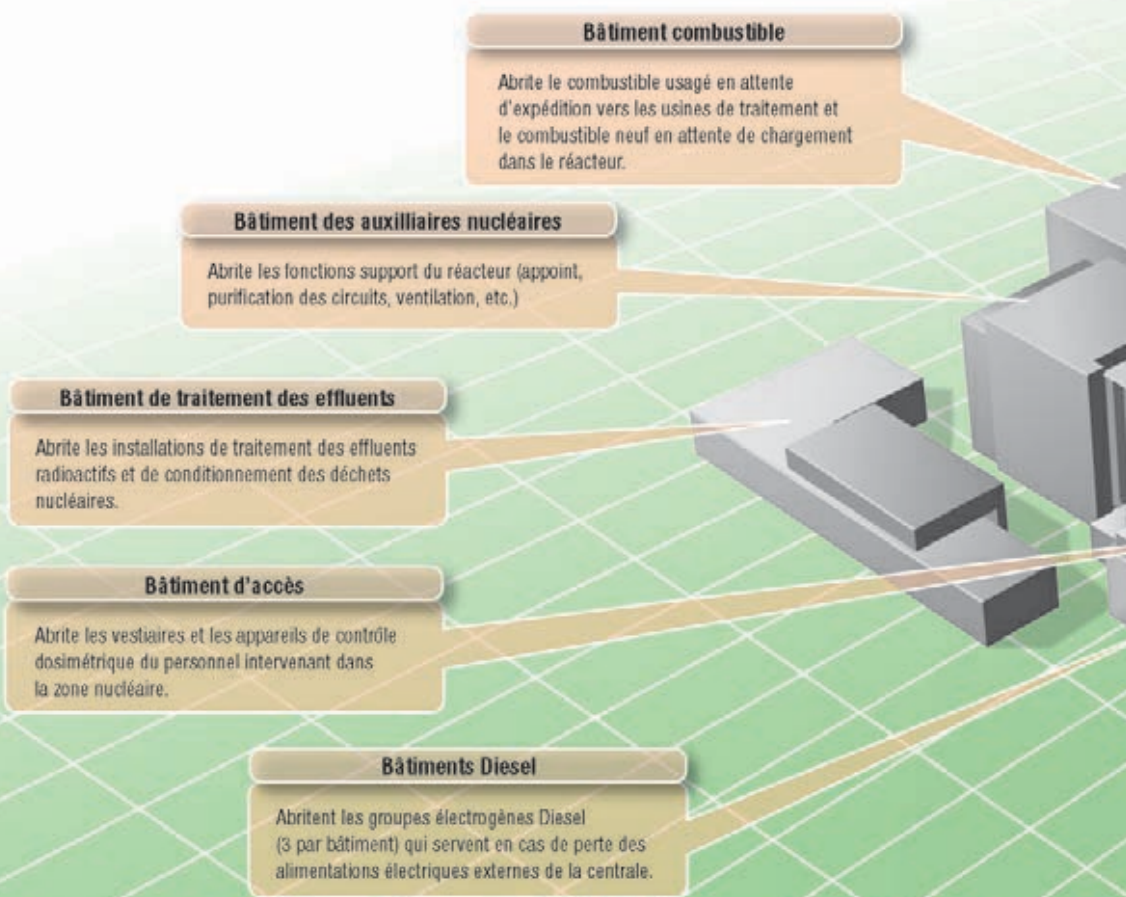 Bâtiment combustible
Abrite le combustible usagé en attente
d'expédition vers les usines de traitement et
le combustible neuf en attente de chargement
dans le réacteur.
Bâtiment des auxilliaires nucléaires
Abrite les fonctions support du réacteur (appoint,
purification des circuits, ventilation, etc.)
Bâtiment de traitement des effluents
Abrite les installations de traitement des effluents
radioactifs et de conditionnement des déchets
nucléaires.
Bâtiment d'accès
Abrite les vestiaires et les appareils de contrôle
dosimétrique du personnel intervenant dans
la zone nucléaire.
Bâtiments Diesel
Abritent les groupes électrogènes Diesel
(3 par bâtiment) qui servent en cas de perte des
alimentations électriques externes de la centrale.